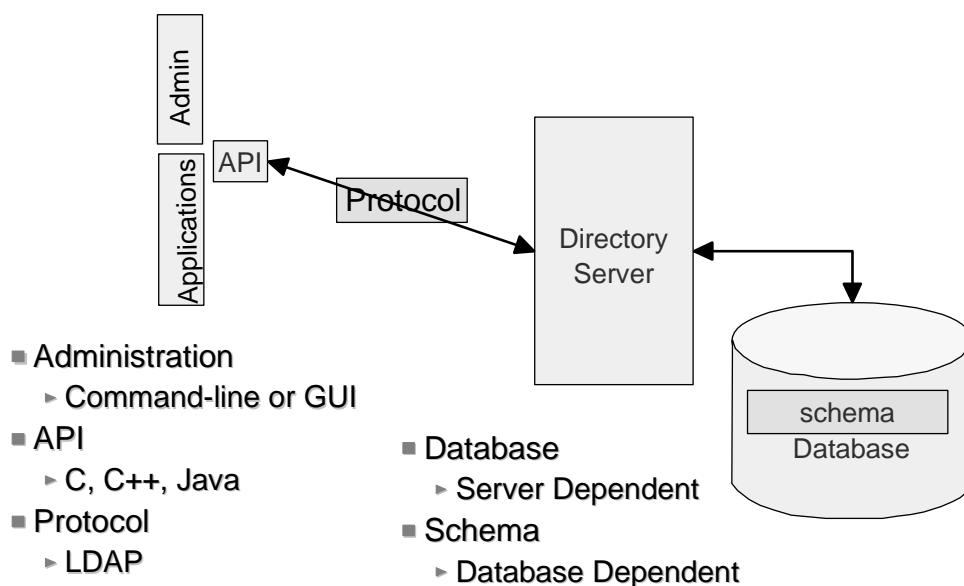 Admin
Applications
API
Protocol
Directory
Server
schema
Database
Administration
Command-line or GUI
API
C, C++, Java
Protocol
LDAP
Database
Server Dependent
Schema
Database Dependent